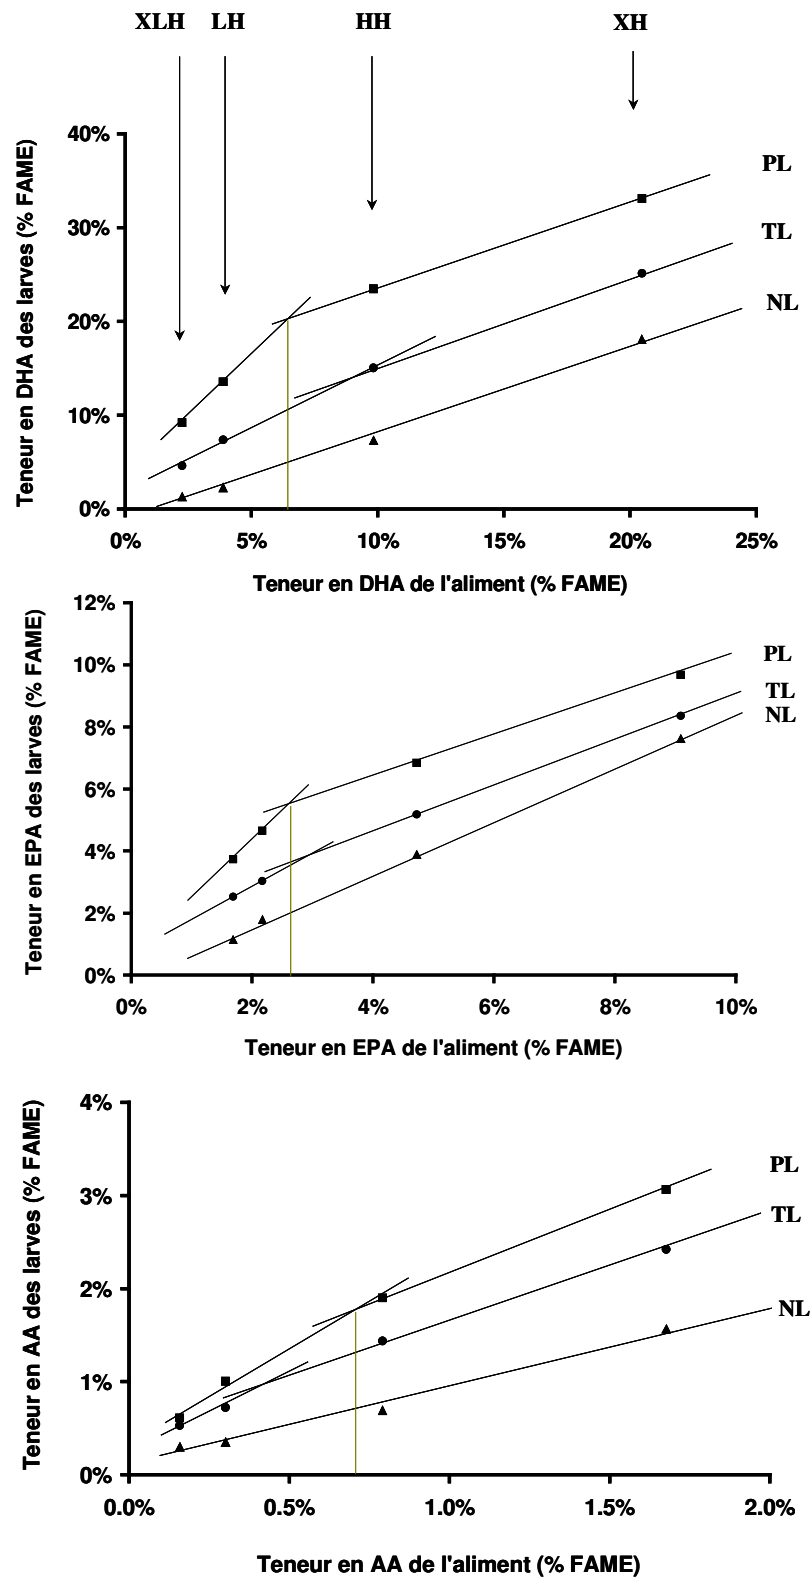 XLH LH HH XH
Teneur en DHA des larves (% FAME)
40%
30%
20%
10%
0%
PL
TL
NL
0% 5% 10% 15% 20% 25%
Teneur en DHA de l'aliment (% FAME)
Teneur en EPA des larves (% FAME)
12%
10%
8%
6%
4%
2%
0%
PL
TL
NL
0% 2% 4% 6% 8% 10%
Teneur en EPA de l'aliment (% FAME)
Teneur en AA des larves (% FAME)
4%
3%
2%
1%
0%
PL
TL
NL
0.0% 0.5% 1.0% 1.5% 2.0%
Teneur en AA de l'aliment (% FAME)